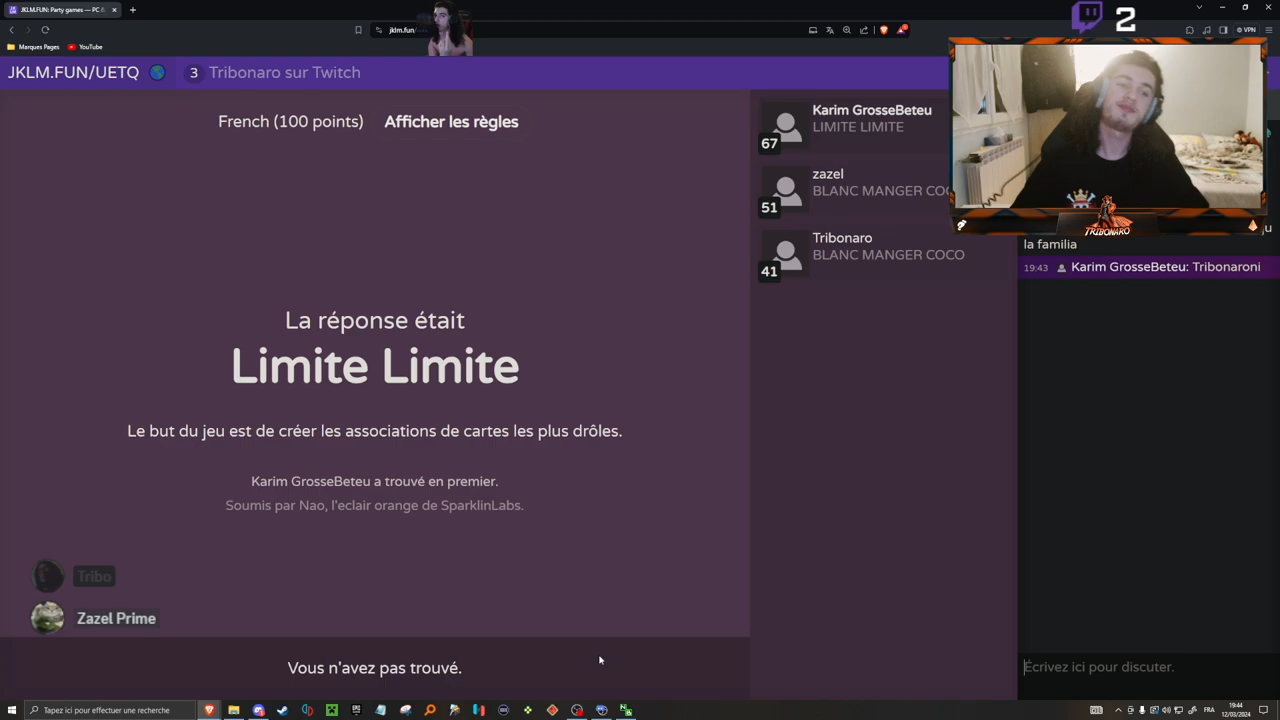 JKLM.FUN: Party games — PC &
jklm.fun/
VPN
Marques Pages
YouTube
2
JKLM.FUN/UETQ
3 Tribonaro sur Twitch
French (100 points)
Afficher les règles
La réponse était
Limite Limite
Le but du jeu est de créer les associations de cartes les plus drôles.
Karim GrosseBeteu a trouvé en premier.
Soumis par Nao, l'eclair orange de SparklinLabs.
Tribo
Zazel Prime
Vous n'avez pas trouvé.
Karim GrosseBeteu
LIMITE LIMITE
67
zazel
BLANC MANGER COCO
51
Tribonaro
BLANC MANGER COCO
41
TRIBONARO
la familia
19:43 Karim GrosseBeteu: Tribonaroni
Écrivez ici pour discuter.
Tapez ici pour effectuer une recherche
FRA
19:44
12/03/2024